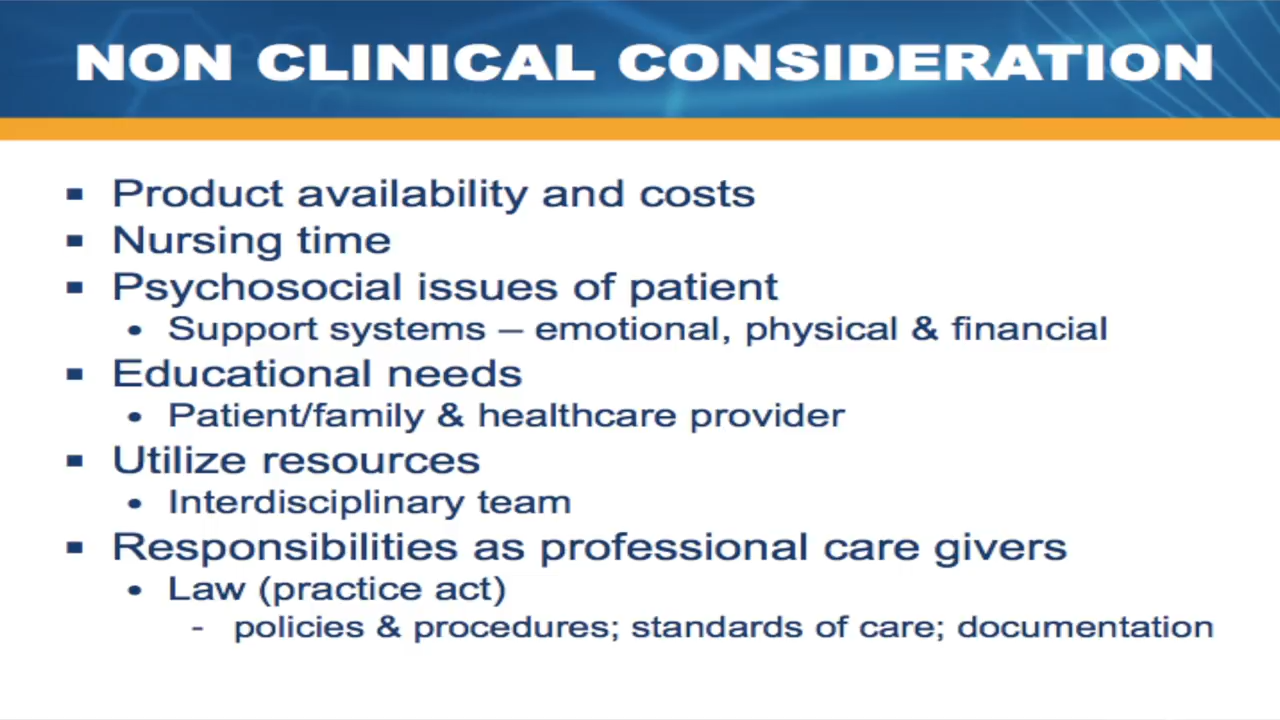 NON CLINICAL CONSIDERATION
▪ Product availability and costs
▪ Nursing time
▪ Psychosocial issues of patient
• Support systems – emotional, physical & financial
▪ Educational needs
• Patient/family & healthcare provider
▪ Utilize resources
• Interdisciplinary team
▪ Responsibilities as professional care givers
• Law (practice act)
- policies & procedures; standards of care; documentation